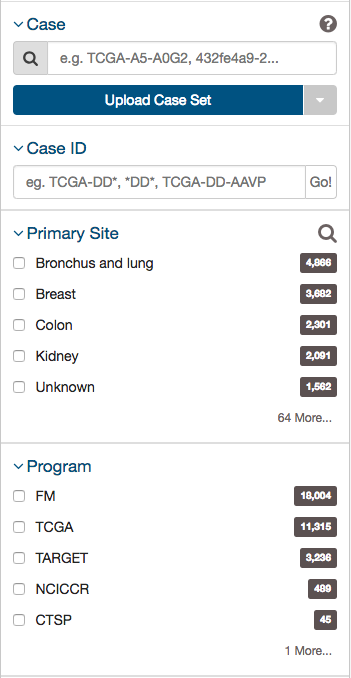 Case
e.g. TCGA-A5-A0G2, 432fe4a9-2...
Upload Case Set
Case ID
eg. TCGA-DD*, *DD*, TCGA-DD-AAVP Go!
Primary Site
Bronchus and lung 4,866
Breast 3,682
Colon 2,301
Kidney 2,091
Unknown 1,582
64 More...
Program
FM 18,004
TCGA 11,315
TARGET 3,236
NCICCR 489
CTSP 45
1 More...